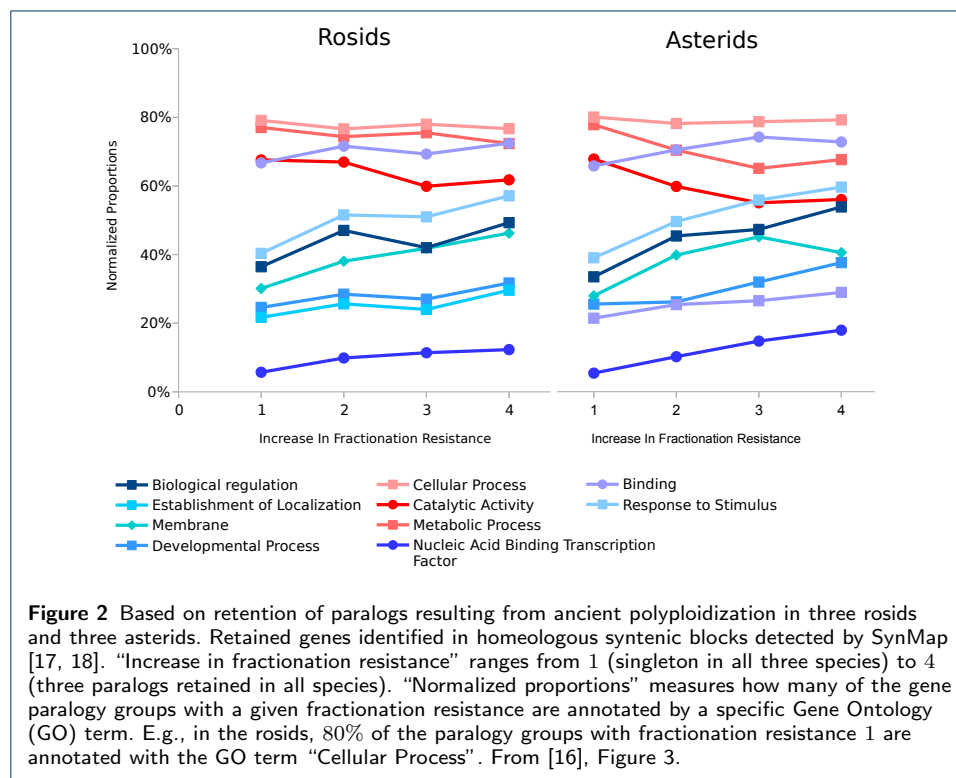 Rosids
Asterids
100%
80%
60%
40%
20%
0%
Normalized Proportions
0 1 2 3 4
1 2 3 4
Increase In Fractionation Resistance
Increase In Fractionation Resistance
Biological regulation
Establishment of Localization
Membrane
Developmental Process
Cellular Process
Catalytic Activity
Metabolic Process
Nucleic Acid Binding Transcription
Factor
Binding
Response to Stimulus
Figure 2 Based on retention of paralogs resulting from ancient polyploidization in three rosids
and three asterids. Retained genes identified in homeologous syntenic blocks detected by SynMap
[17, 18]. “Increase in fractionation resistance” ranges from 1 (singleton in all three species) to 4
(three paralogs retained in all species). “Normalized proportions” measures how many of the gene
paralogy groups with a given fractionation resistance are annotated by a specific Gene Ontology
(GO) term. E.g., in the rosids, 80% of the paralogy groups with fractionation resistance 1 are
annotated with the GO term “Cellular Process”. From [16], Figure 3.